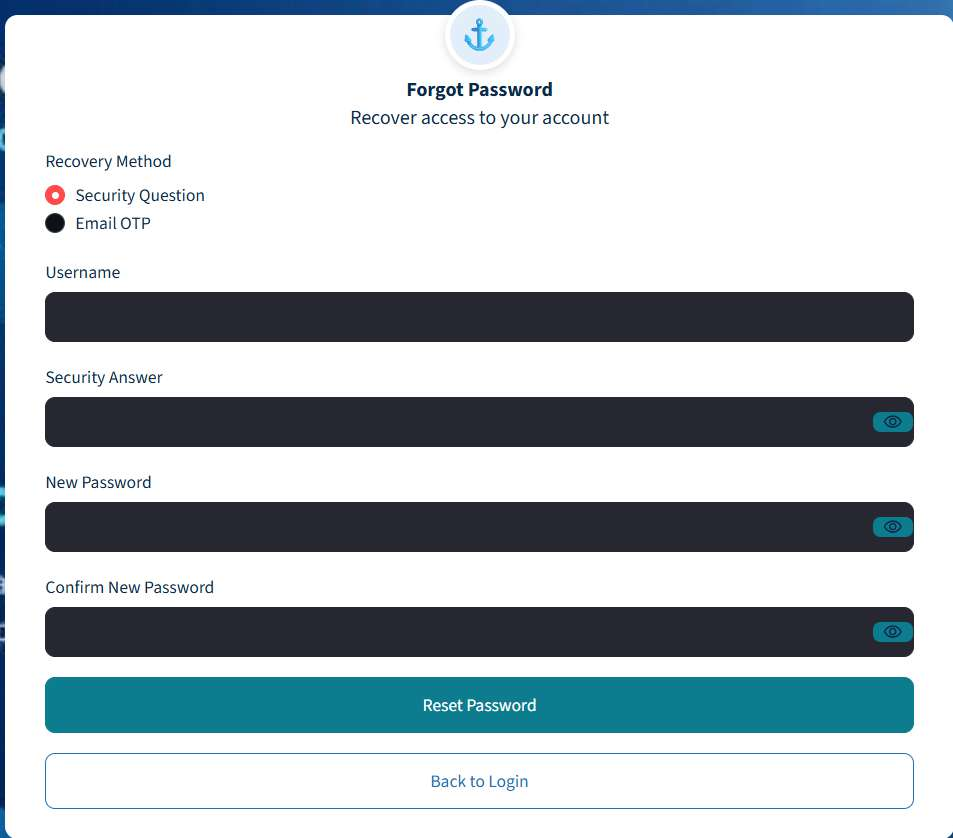 Forgot Password
Recover access to your account
Recovery Method
Security Question
Email OTP
Username
Security Answer
New Password
Confirm New Password
Reset Password
Back to Login